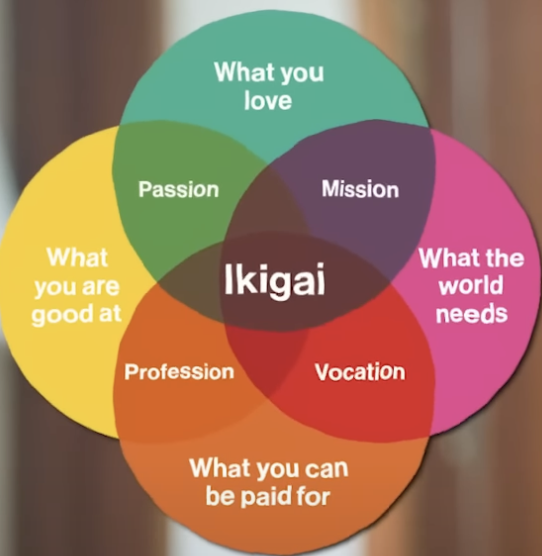 What you
love
Passion
Mission
What
you are
good at
Ikigai
What the
world
needs
Profession
Vocation
What you can
be paid for